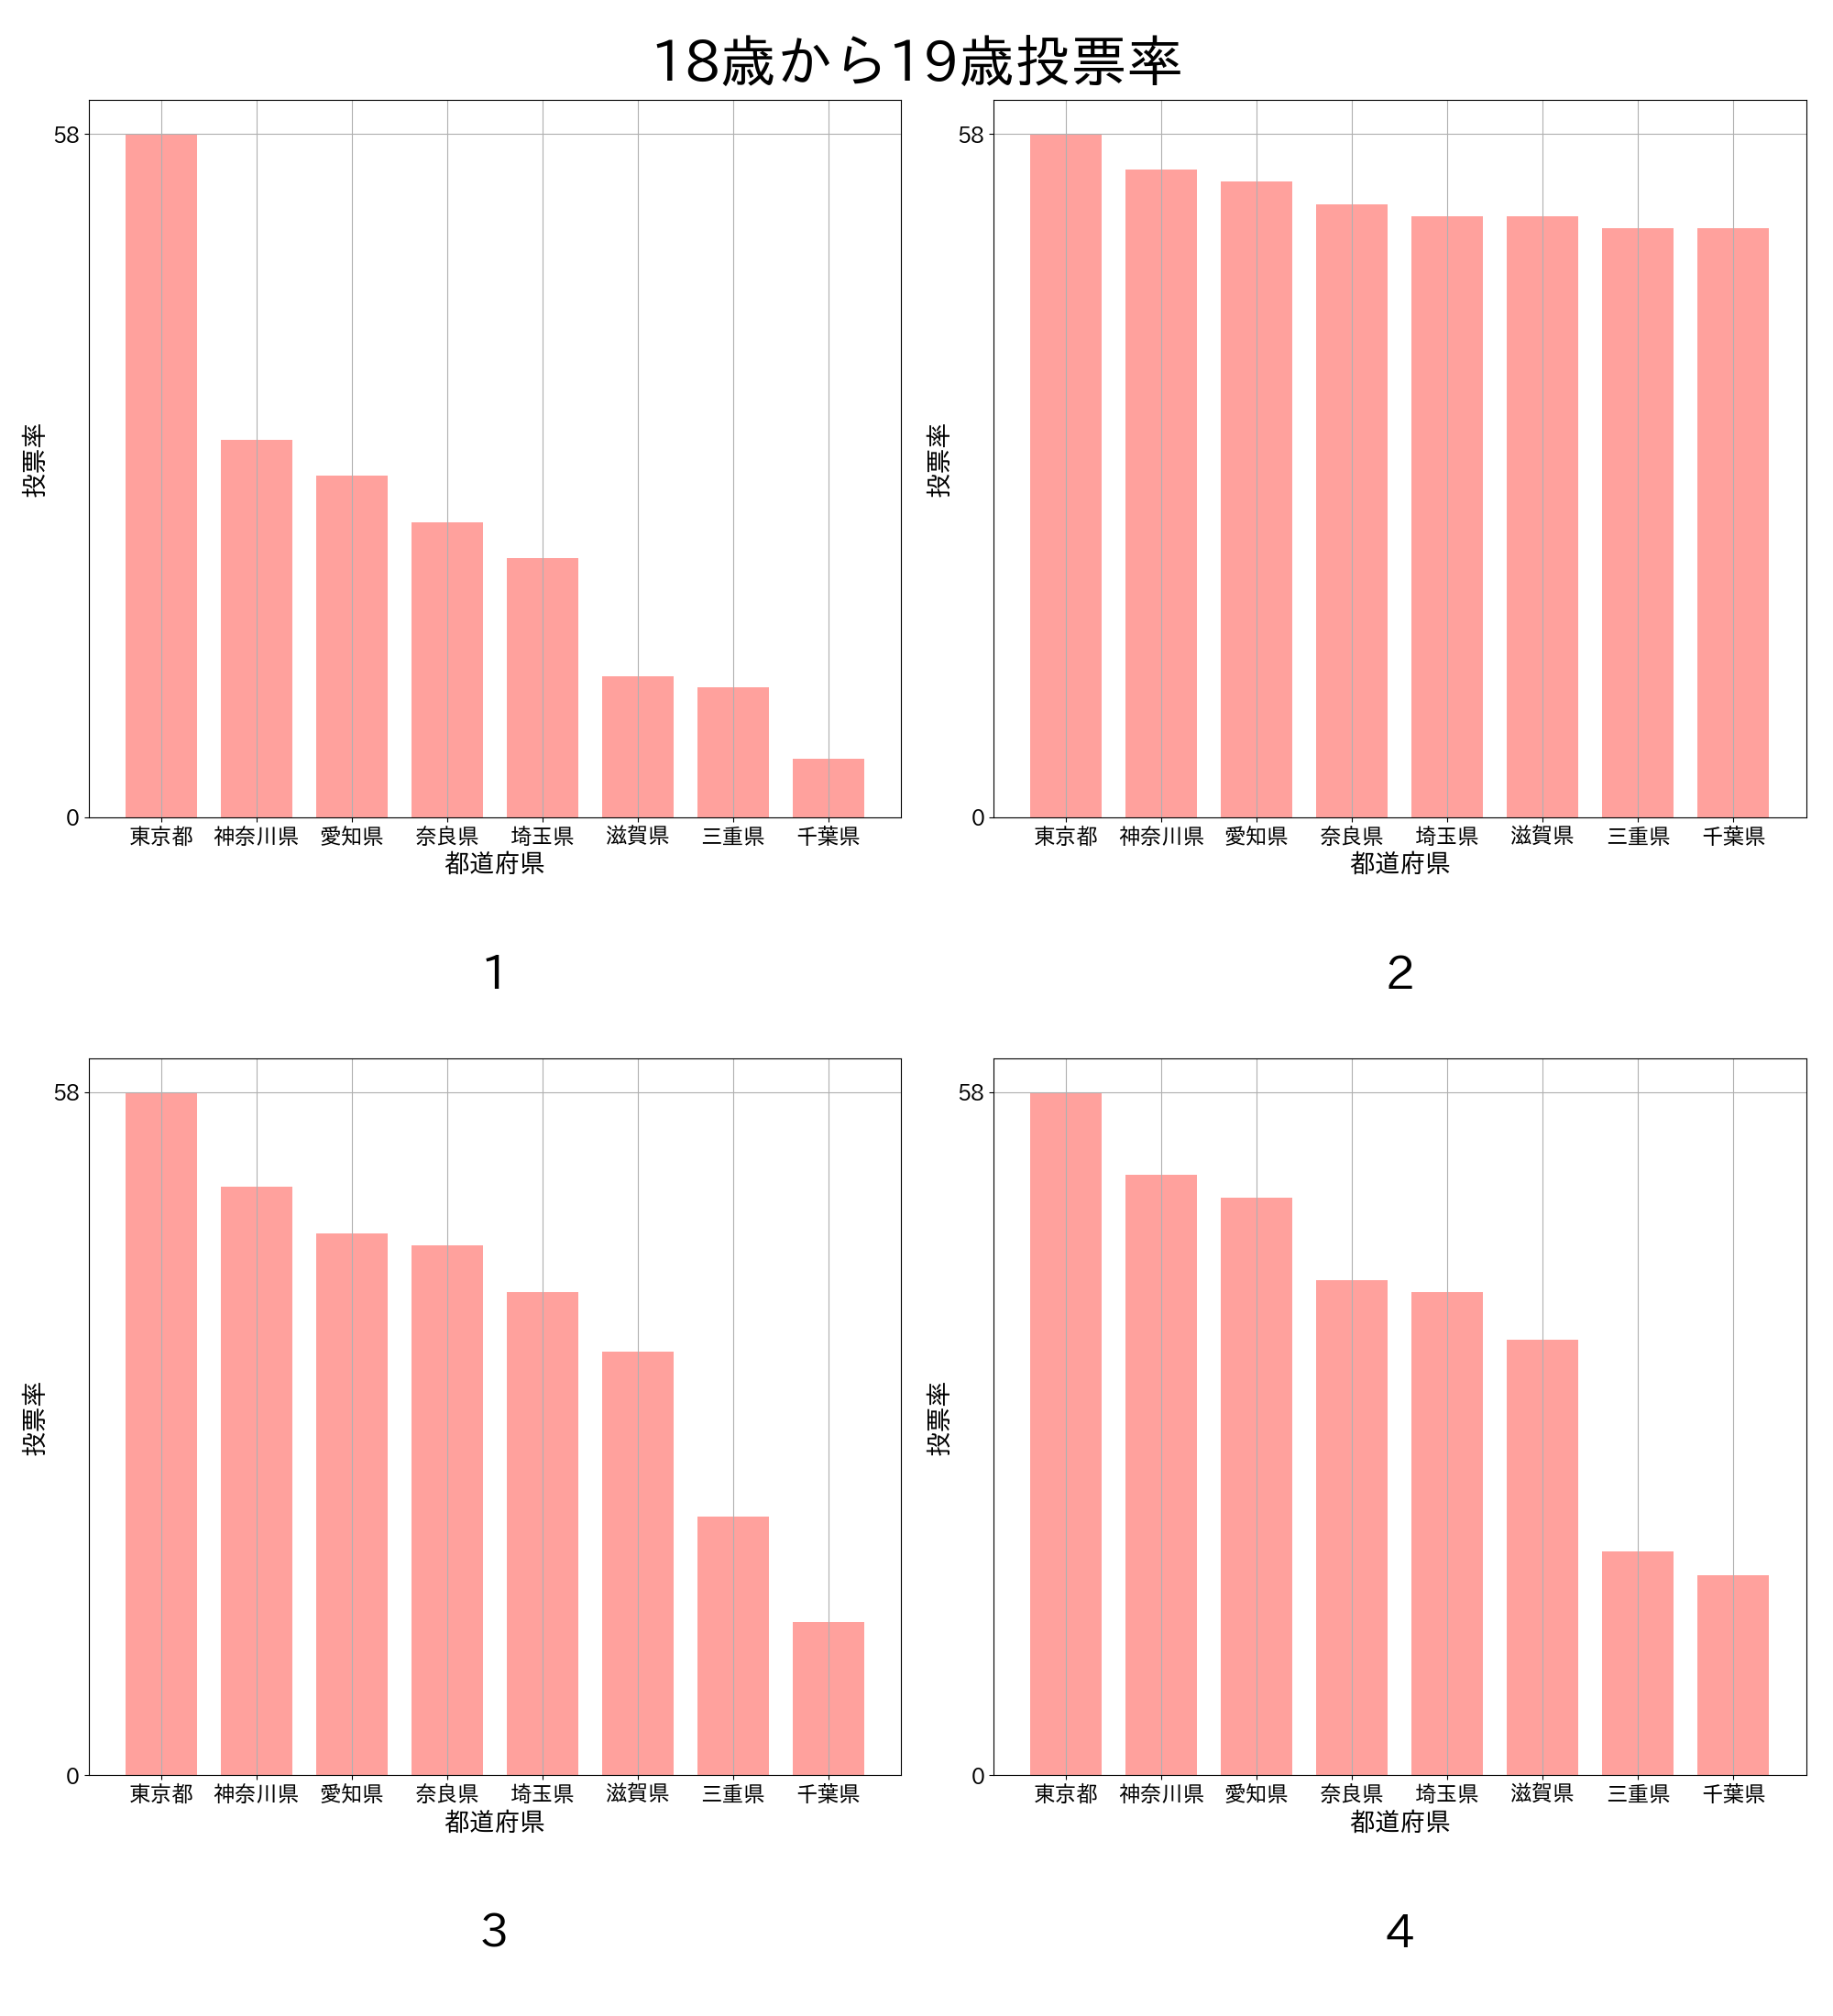 18歳から19歳投票率
58
0
投票率
東京都 神奈川県 愛知県 奈良県 埼玉県 滋賀県 三重県 千葉県
都道府県
1
58
0
投票率
東京都 神奈川県 愛知県 奈良県 埼玉県 滋賀県 三重県 千葉県
都道府県
2
58
0
投票率
東京都 神奈川県 愛知県 奈良県 埼玉県 滋賀県 三重県 千葉県
都道府県
3
58
0
投票率
東京都 神奈川県 愛知県 奈良県 埼玉県 滋賀県 三重県 千葉県
都道府県
4